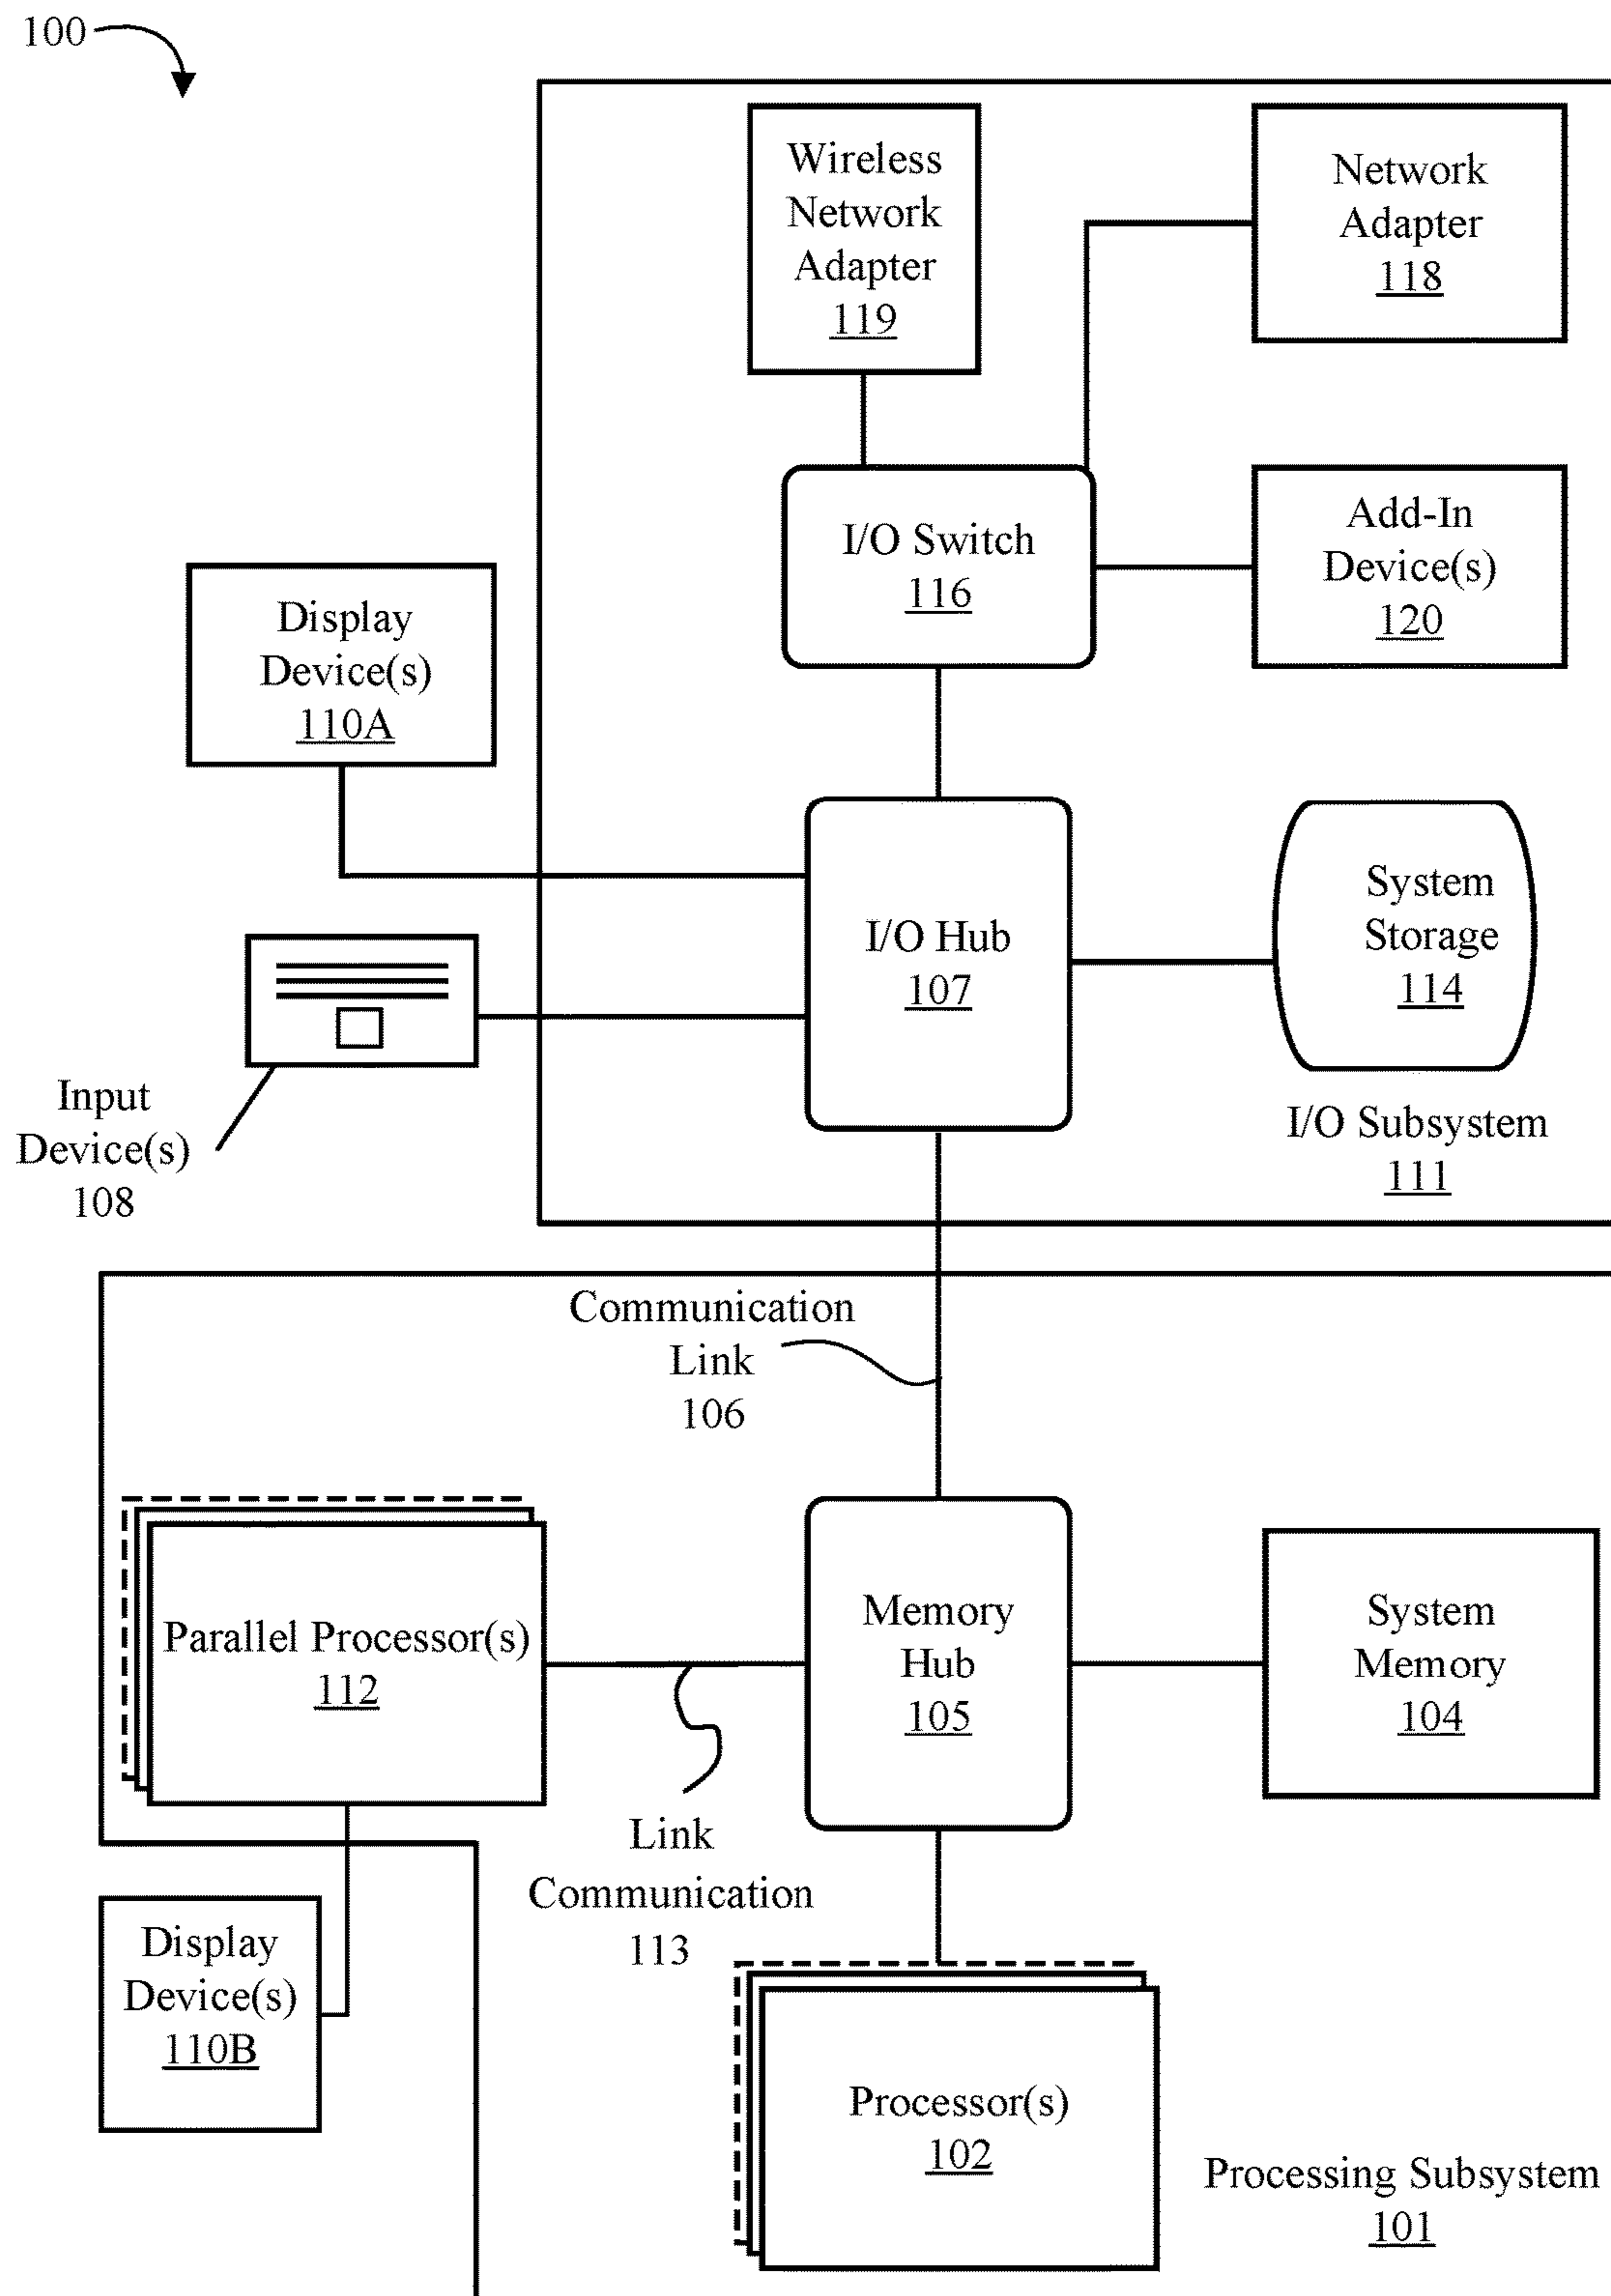 100
Wireless
Network
Adapter
119
Network
Adapter
118
I/O Switch
116
Add-In
Device(s)
120
Display
Device(s)
110A
I/O Hub
107
System
Storage
114
Input
Device(s)
108
I/O Subsystem
111
Communication
Link
106
Parallel Processor(s)
112
Memory
Hub
105
System
Memory
104
Link
Communication
113
Display
Device(s)
110B
Processor(s)
102
Processing Subsystem
101